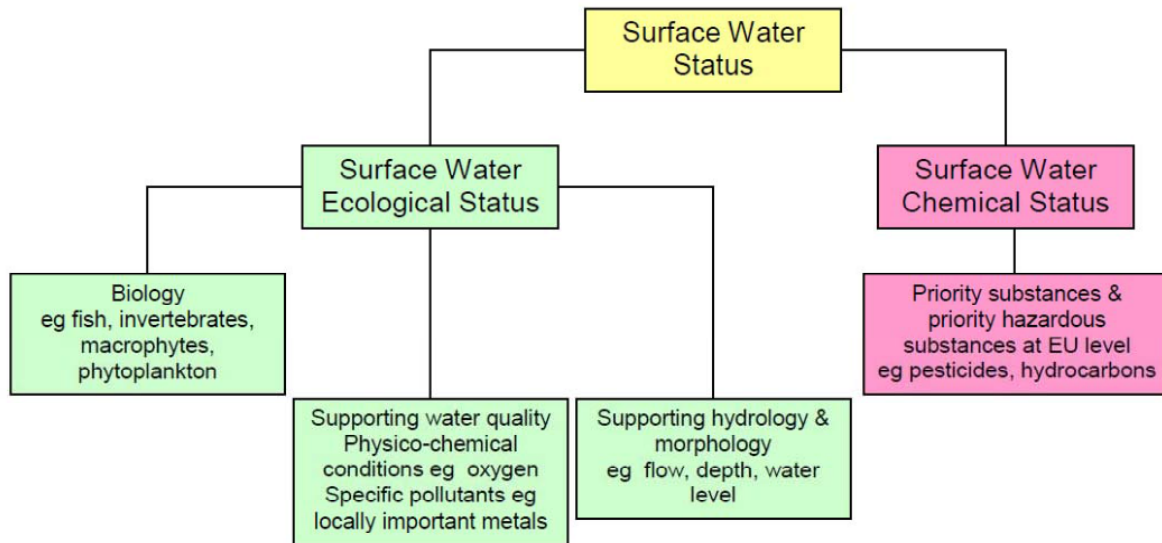 Surface Water
Status
Surface Water
Ecological Status
Surface Water
Chemical Status
Biology
eg fish, invertebrates,
macrophytes,
phytoplankton
Supporting water quality
Physico-chemical
conditions eg oxygen
Specific pollutants eg
locally important metals
Supporting hydrology &
morphology
eg flow, depth, water
level
Priority substances &
priority hazardous
substances at EU level
eg pesticides, hydrocarbons